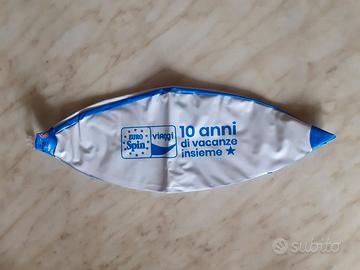 EURO
Spin
viaggi
10 anni
di vacanze
insieme ★
subito